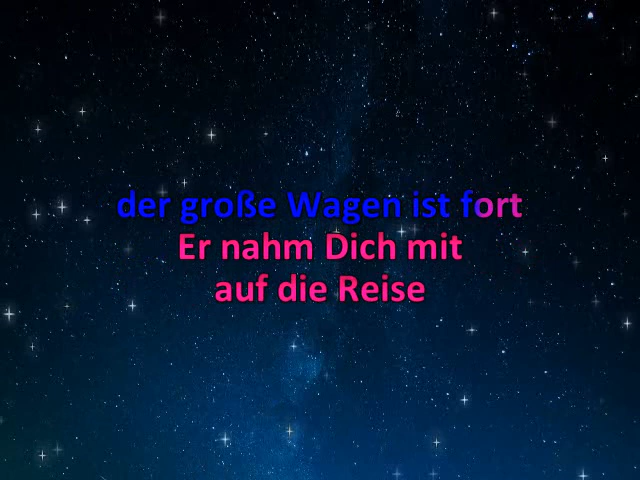 der große Wagen ist fort
Er nahm Dich mit
auf die Reise